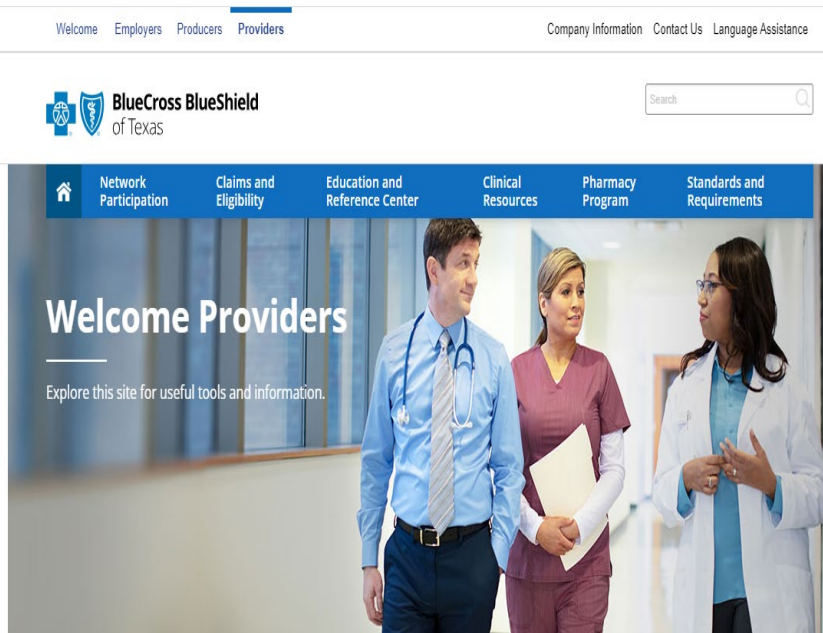 Welcome Employers Producers Providers
Company Information Contact Us Language Assistance
BlueCross BlueShield
of Texas
Search
Network
Participation
Claims and
Eligibility
Education and
Reference Center
Clinical
Resources
Pharmacy
Program
Standards and
Requirements
Welcome Providers
Explore this site for useful tools and information.